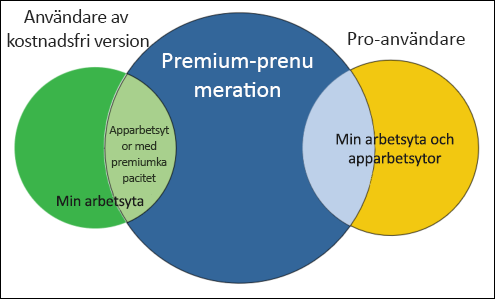 Användare av
kostnadsfri version
Premium-prenu
meration
Pro-användare
Apparbetsyt
or med
premiumka
pacitet
Min arbetsyta
Min arbetsyta och
apparbetsytor